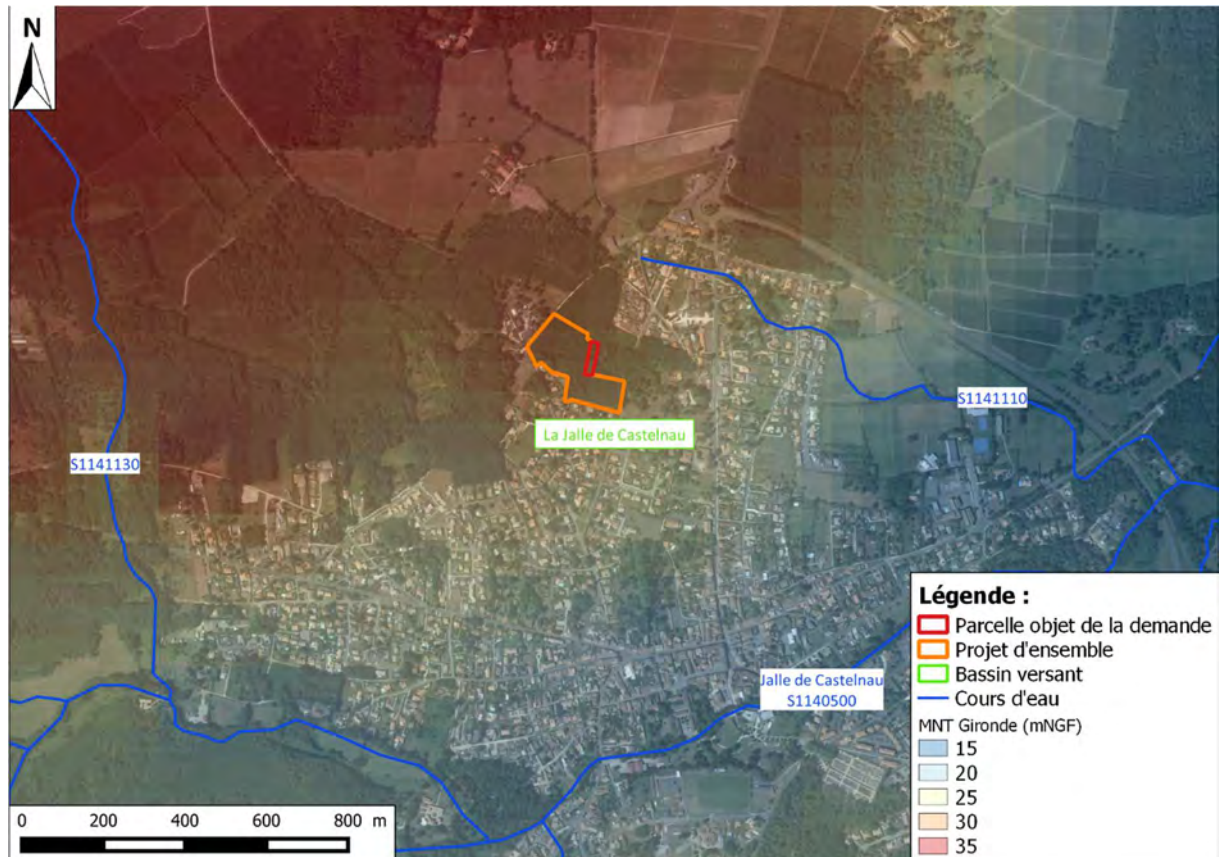 N
S1141110
La Jalle de Castelnau
S1141130
Jalle de Castelnau
S1140500
Légende :
Parcelle objet de la demande
Projet d'ensemble
Bassin versant
Cours d'eau
MNT Gironde (mNGF)
15
20
25
30
35
0 200 400 600 800 m